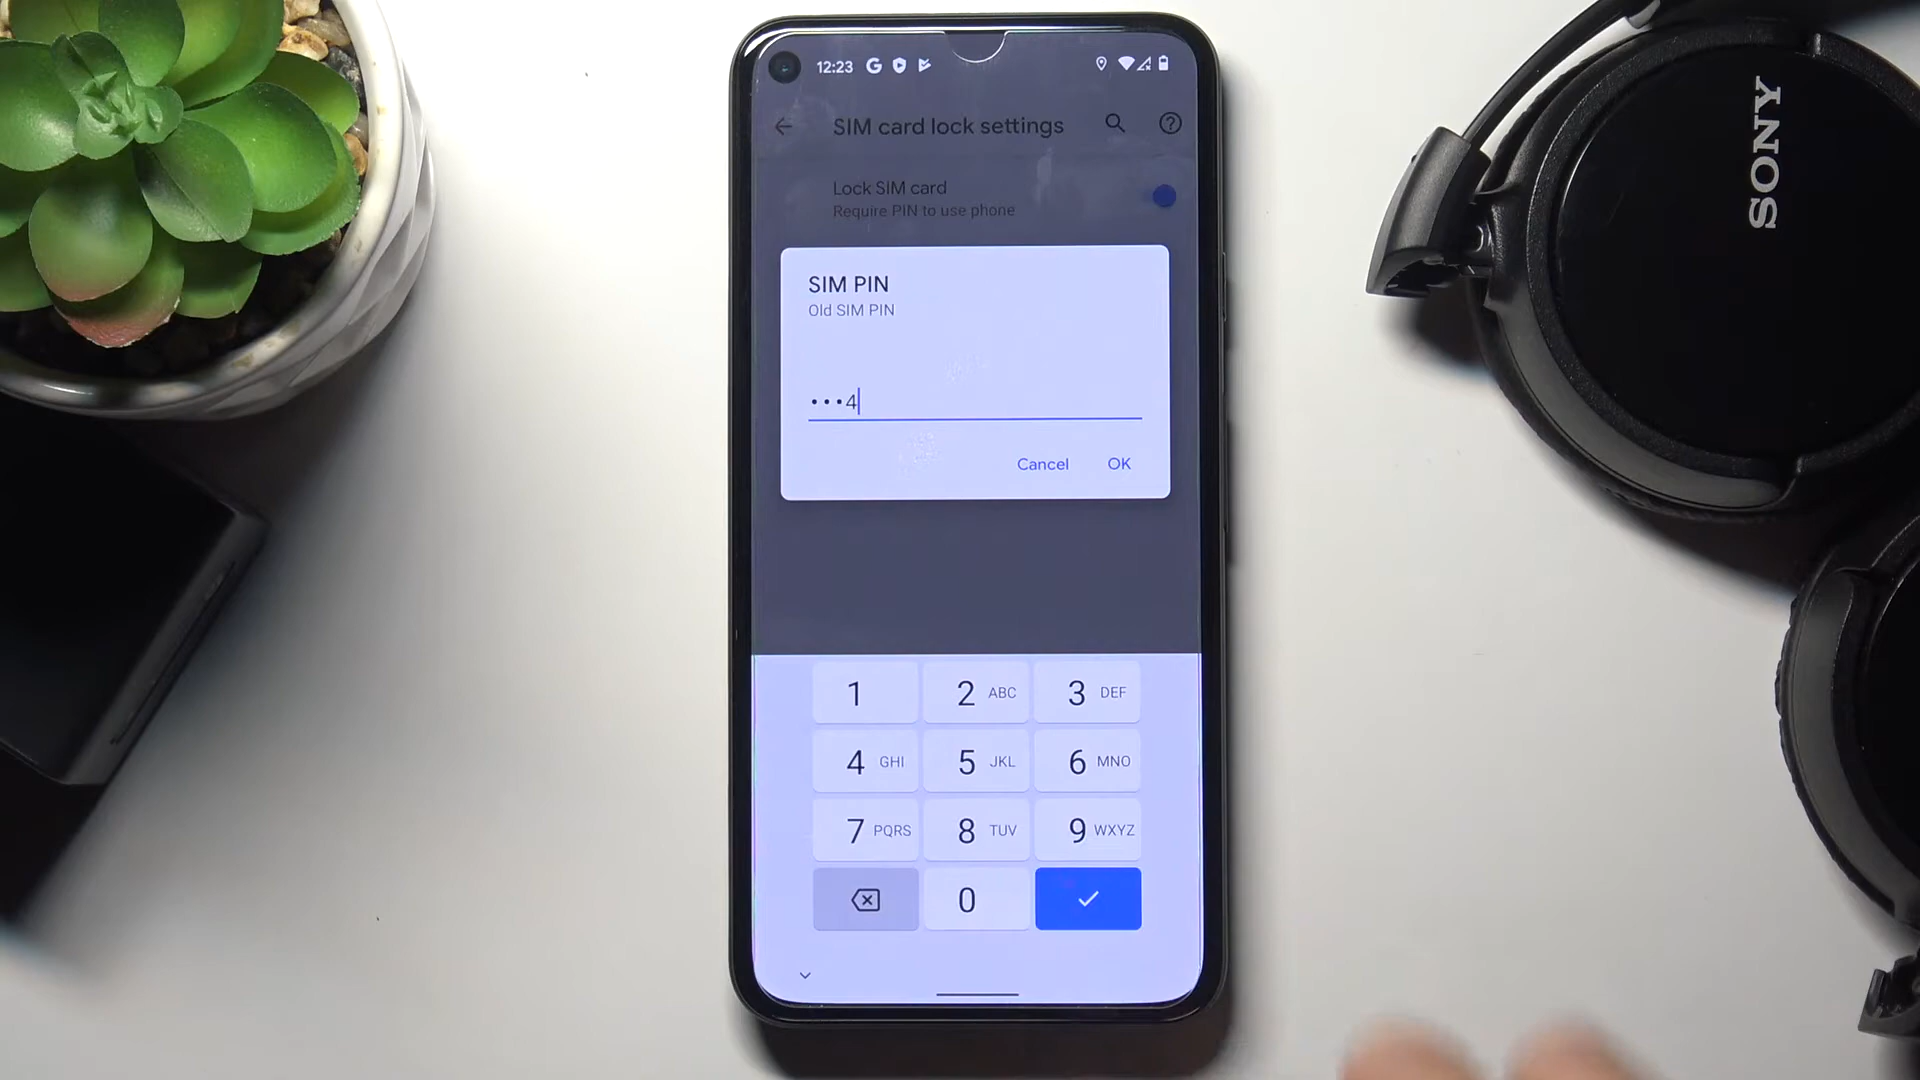 12:23
SIM card lock settings
Lock SIM card
Require PIN to use phone
SIM PIN
Old SIM PIN
•••4
Cancel OK
1 2 ABC 3 DEF
4 GHI 5 JKL 6 MNO
7 PQRS 8 TUV 9 WXYZ
0
SONY